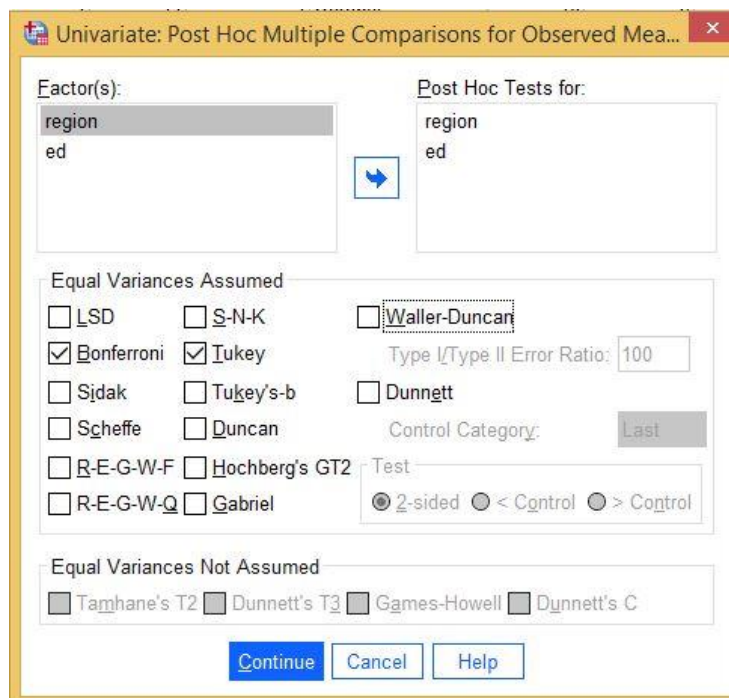 Univariate: Post Hoc Multiple Comparisons for Observed Mea...
Factor(s):
region
ed
Post Hoc Tests for:
region
ed
Equal Variances Assumed
LSD S-N-K Waller-Duncan
Bonferroni Tukey Type I/Type II Error Ratio: 100
Sidak Tukey's-b Dunnett
Scheffe Duncan Control Category: Last
R-E-G-W-F Hochberg's GT2 Test
R-E-G-W-Q Gabriel 2-sided < Control > Control
Equal Variances Not Assumed
Tamhane's T2 Dunnett's T3 Games-Howell Dunnett's C
Continue Cancel Help